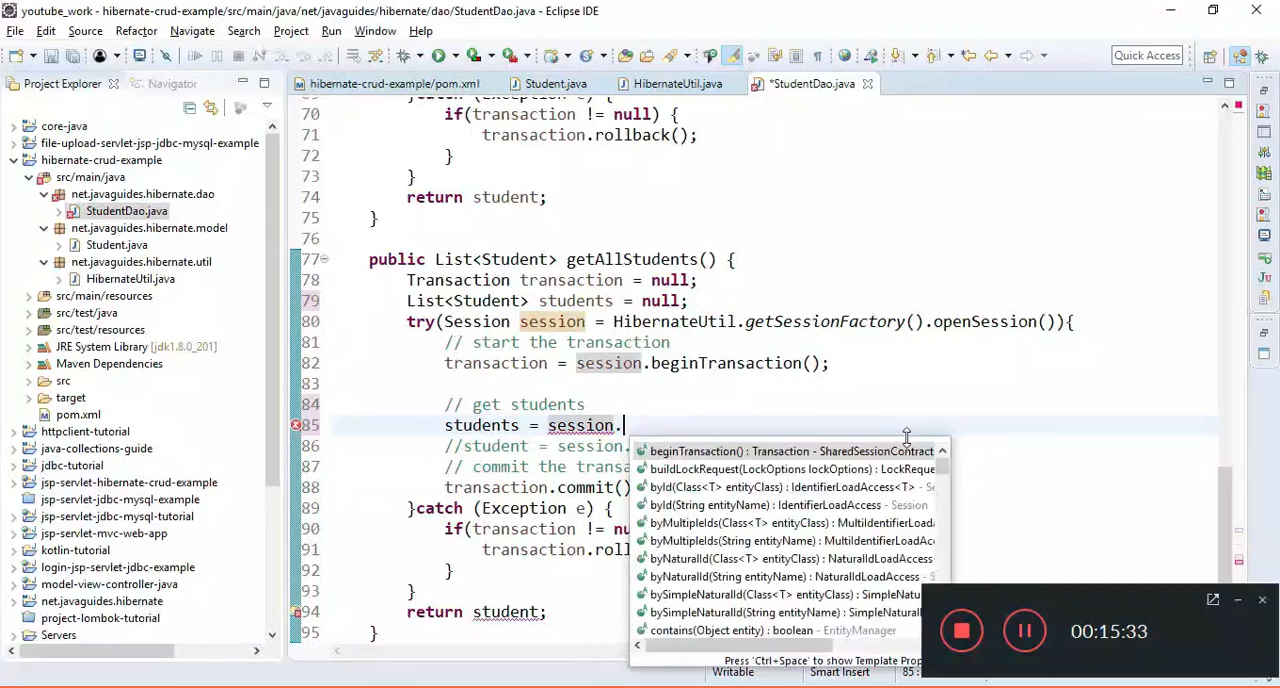 youtube_work - hibernate-crud-example/src/main/java/net/javaguides/hibernate/dao/StudentDao.java - Eclipse IDE
File Edit Source Refactor Navigate Search Project Run Window Help
Quick Access
Project Explorer
Navigator
hibernate-crud-example/pom.xml
Student.java
HibernateUtil.java
*StudentDao.java
core-java
file-upload-servlet-jsp-jdbc-mysql-example
hibernate-crud-example
src/main/java
net.javaguides.hibernate.dao
StudentDao.java
net.javaguides.hibernate.model
Student.java
net.javaguides.hibernate.util
HibernateUtil.java
src/main/resources
src/test/java
src/test/resources
JRE System Library [jdk1.8.0_201]
Maven Dependencies
src
target
pom.xml
httpclient-tutorial
java-collections-guide
jdbc-tutorial
jsp-servlet-hibernate-crud-example
jsp-servlet-jdbc-mysql-example
jsp-servlet-jdbc-mysql-tutorial
jsp-servlet-mvc-web-app
kotlin-tutorial
login-jsp-servlet-jdbc-example
model-view-controller-java
net.javaguides.hibernate
project-lombok-tutorial
Servers
69 }catch (Exception e) {
70 if(transaction != null) {
71 transaction.rollback();
72 }
73 }
74 return student;
75 }
76
77 public List<Student> getAllStudents() {
78 Transaction transaction = null;
79 List<Student> students = null;
80 try(Session session = HibernateUtil.getSessionFactory().openSession()){
81 // start the transaction
82 transaction = session.beginTransaction();
83
84 // get students
85 students = session.
86 //student = session.
87 // commit the transa
88 transaction.commit()
89 }catch (Exception e) {
90 if(transaction != nu
91 transaction.roll
92 }
93 }
94 return student;
95 }
beginTransaction() : Transaction - SharedSessionContract
buildLockRequest(LockOptions lockOptions) : LockReque
byId(Class<T> entityClass) : IdentifierLoadAccess<T> - Se
byId(String entityName) : IdentifierLoadAccess - Session
byMultipleIds(Class<T> entityClass) : MultiIdentifierLoadA
byMultipleIds(String entityName) : MultiIdentifierLoadAcc
byNaturalId(Class<T> entityClass) : NaturalIdLoadAccess<
byNaturalId(String entityName) : NaturalIdLoadAccess - S
bySimpleNaturalId(Class<T> entityClass) : SimpleNatural
bySimpleNaturalId(String entityName) : SimpleNatural
contains(Object entity) : boolean - EntityManager
Press 'Ctrl+Space' to show Template Prop
Writable
Smart Insert
85 :
00:15:33